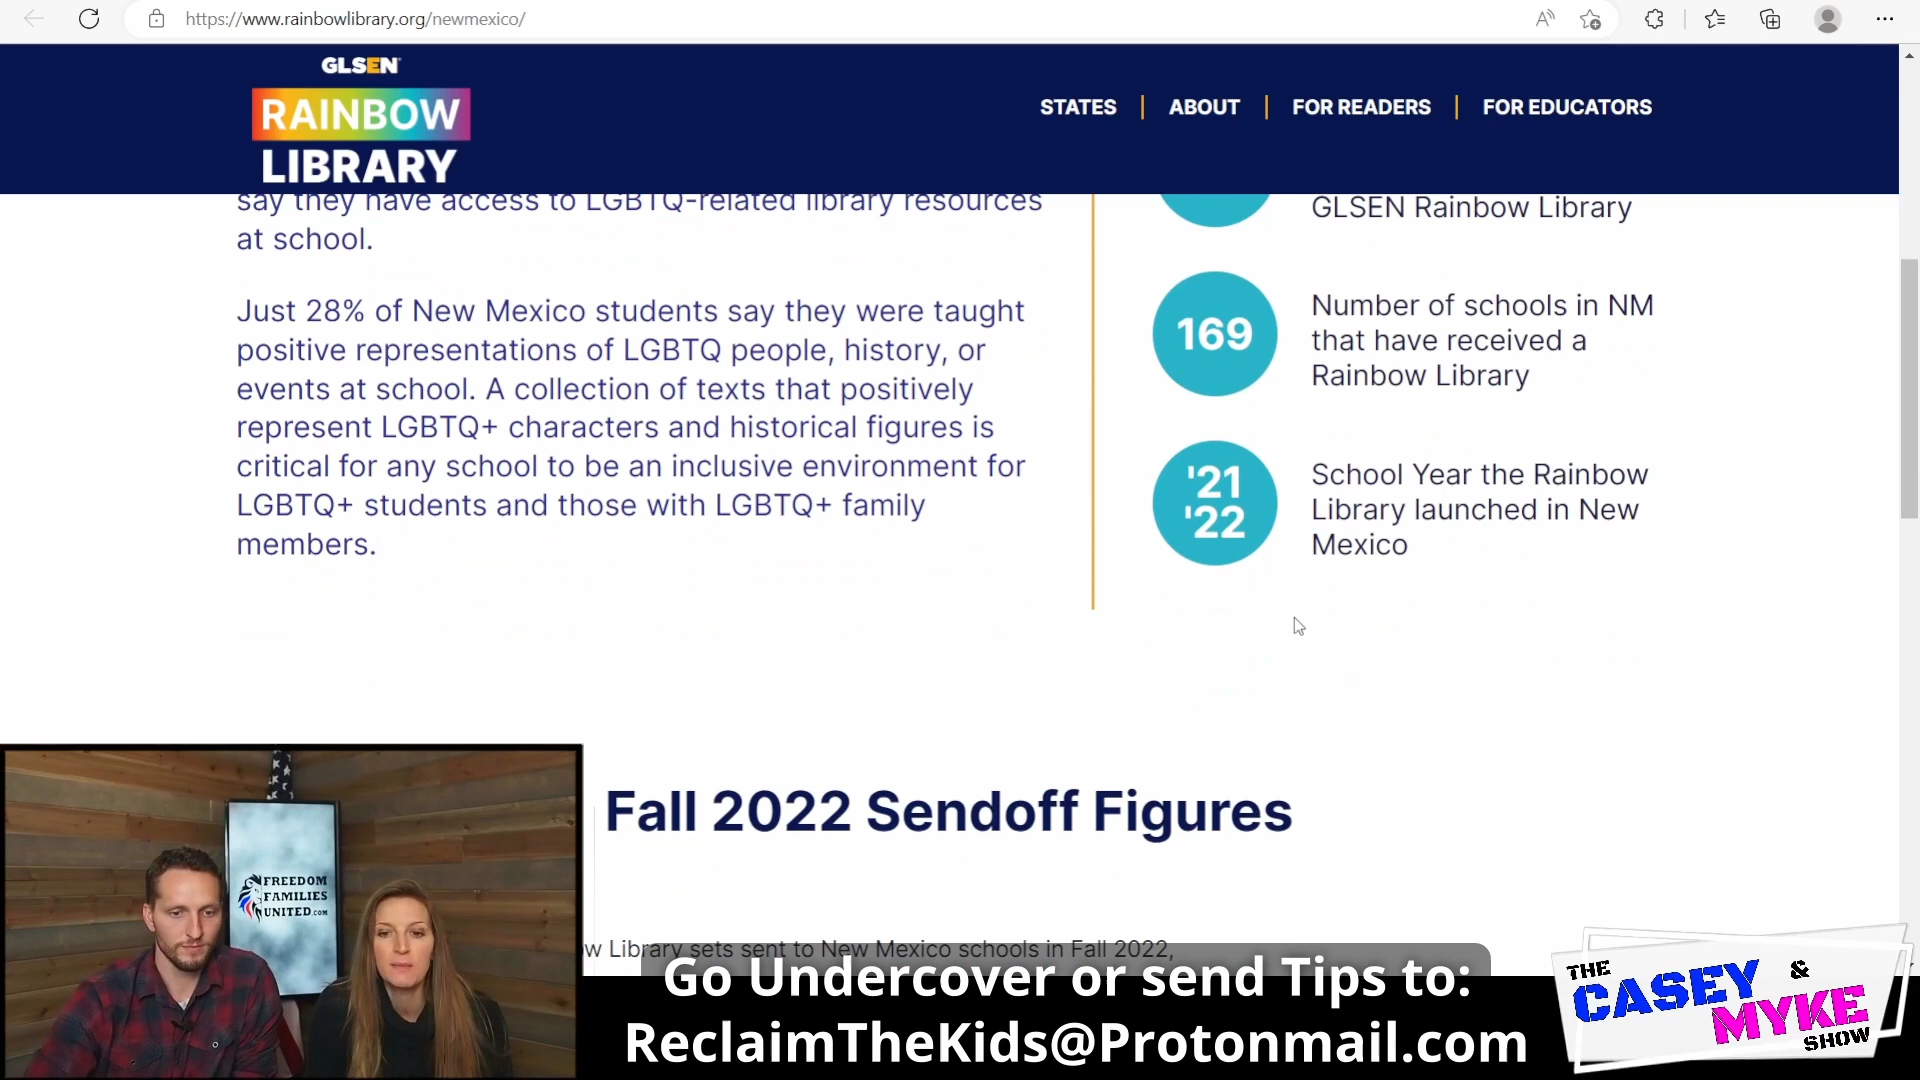 https://www.rainbowlibrary.org/newmexico/
GLSEN
RAINBOW
LIBRARY
STATES | ABOUT | FOR READERS | FOR EDUCATORS
say they have access to LGBTQ-related library resources
at school.
Just 28% of New Mexico students say they were taught
positive representations of LGBTQ people, history, or
events at school. A collection of texts that positively
represent LGBTQ+ characters and historical figures is
critical for any school to be an inclusive environment for
LGBTQ+ students and those with LGBTQ+ family
members.
GLSEN Rainbow Library
169
Number of schools in NM
that have received a
Rainbow Library
'21
'22
School Year the Rainbow
Library launched in New
Mexico
Fall 2022 Sendoff Figures
w Library sets sent to New Mexico schools in Fall 2022,
FREEDOM
FAMILIES
UNITED.COM
Go Undercover or send Tips to:
ReclaimTheKids@Protonmail.com
THE
CASEY &
MYKE
SHOW